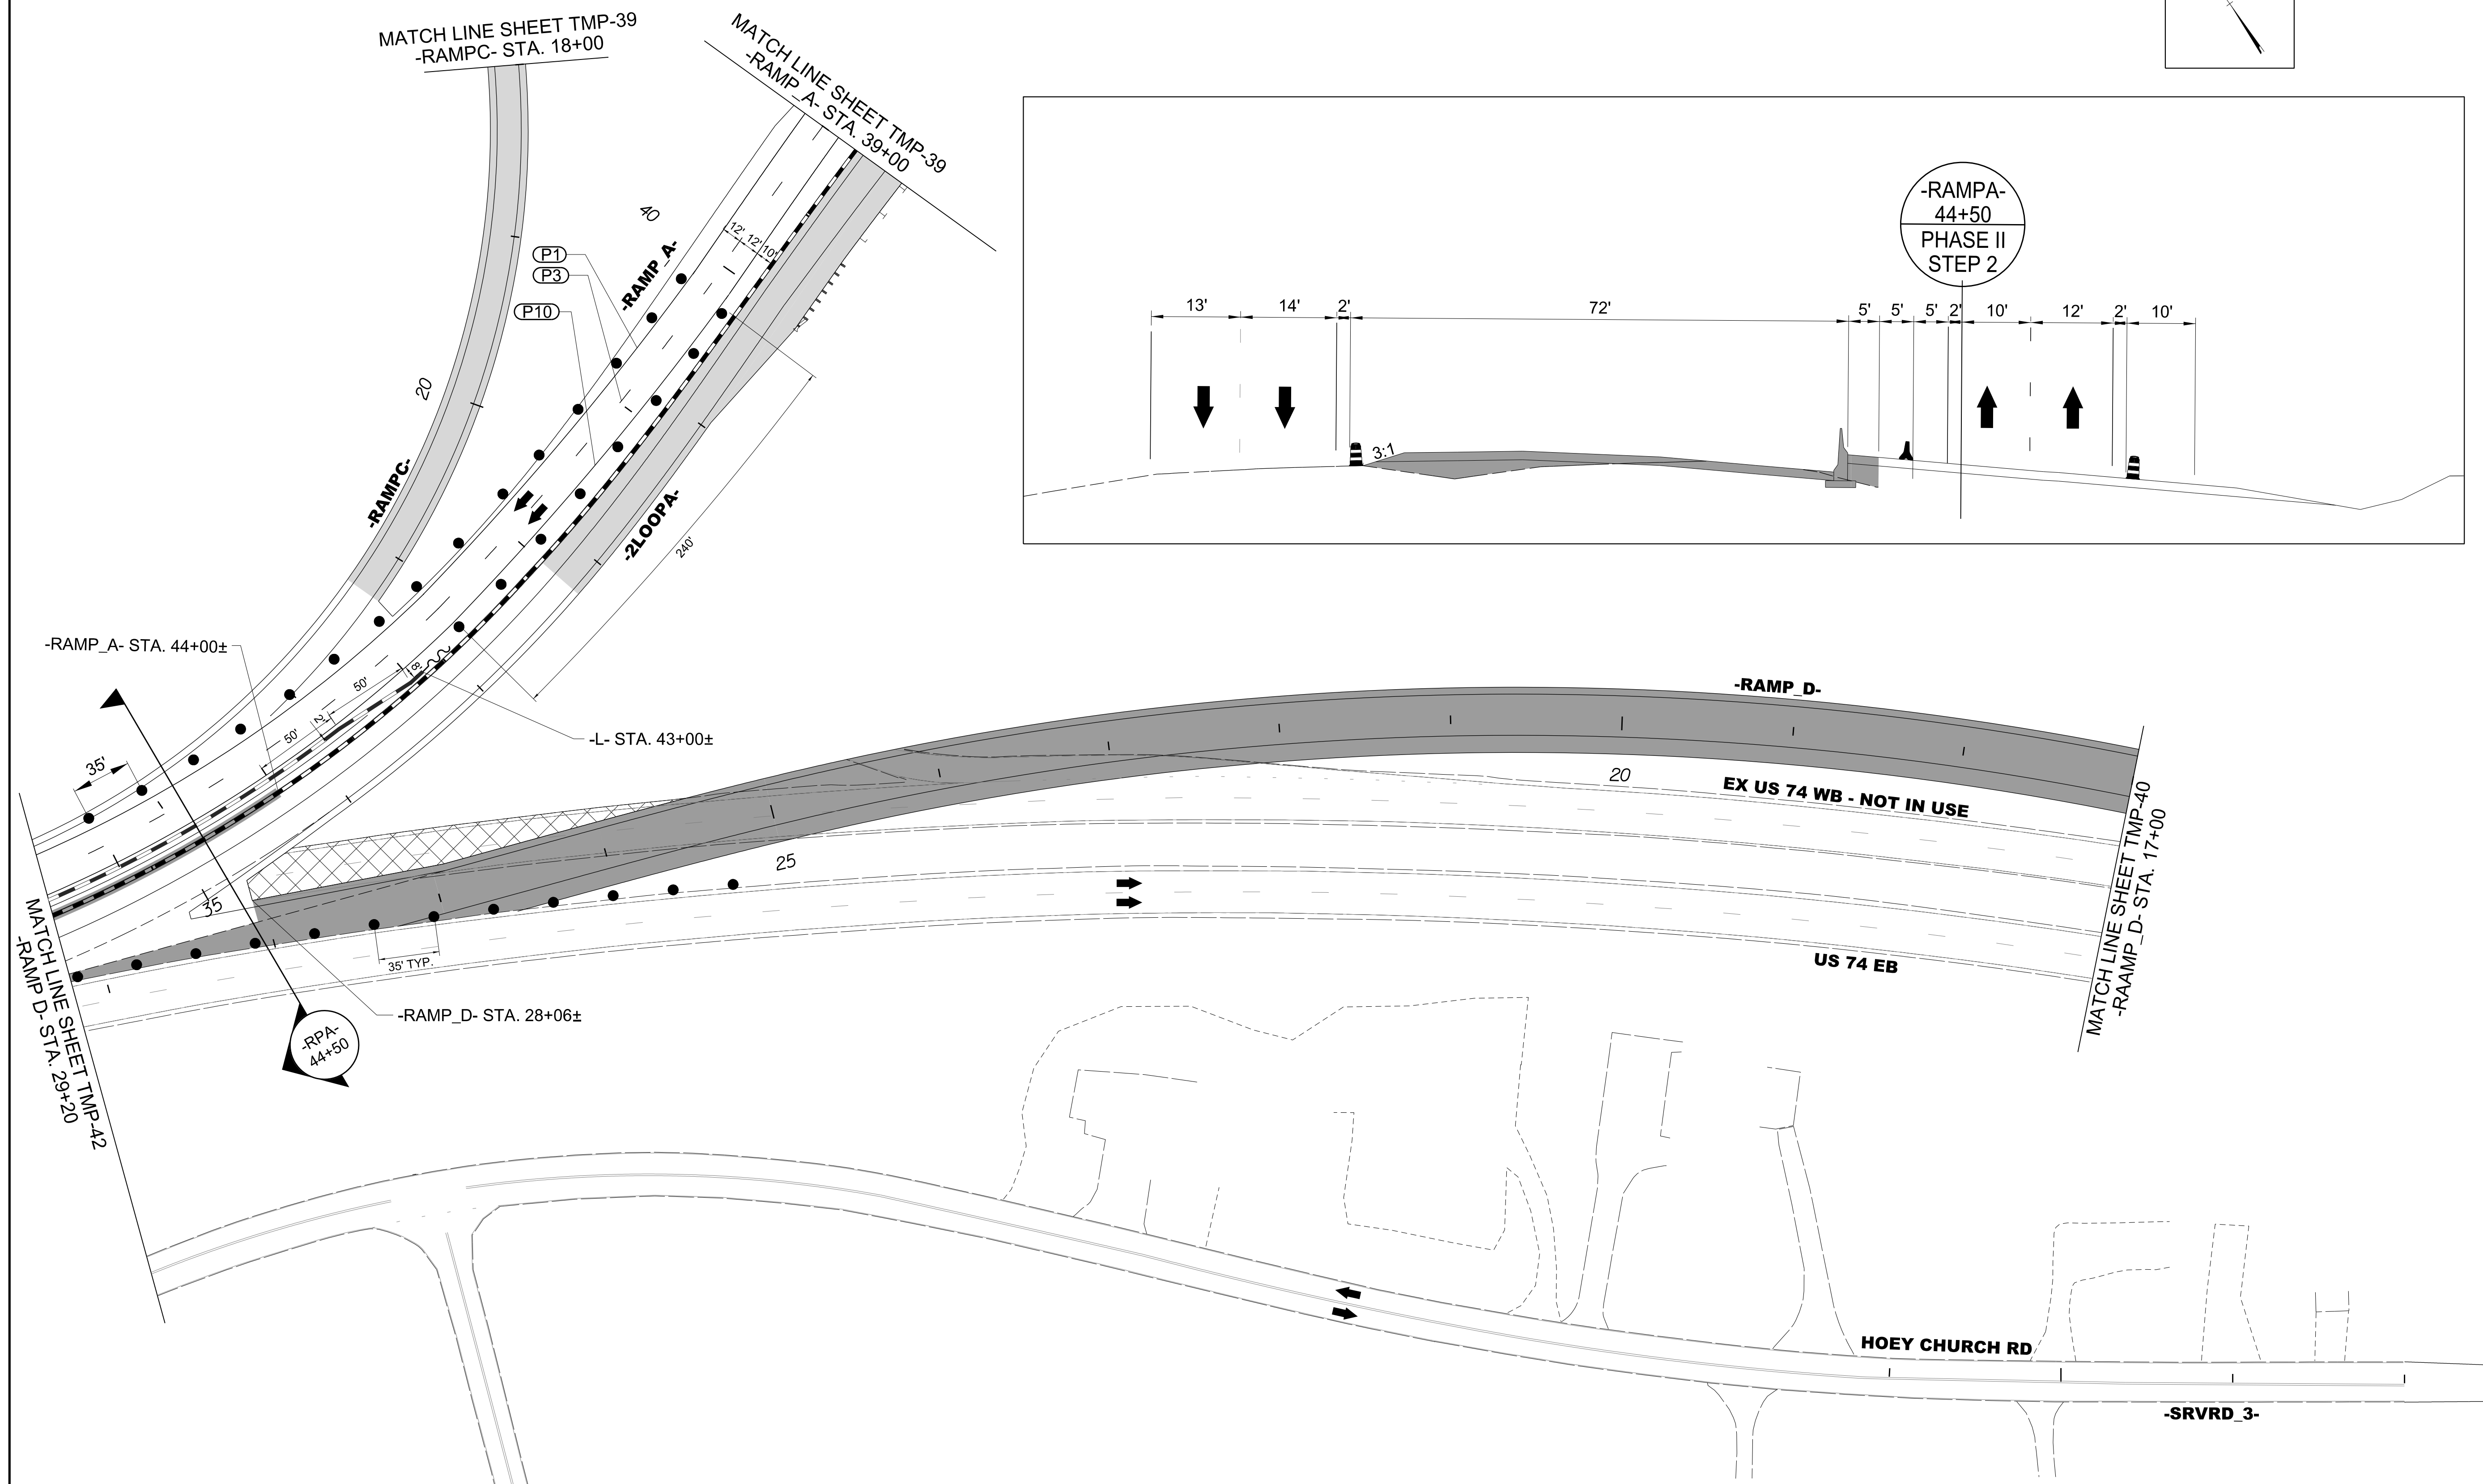 MATCH LINE SHEET TMP-39
-RAMPC- STA. 18+00
MATCH LINE SHEET TMP-39
-RAMP_A- STA. 39+00
40
12'
12'
10'
P1
P3
P10
-RAMP_A-
20
-RAMPC-
-2LOOPA-
240'
-RAMPA-
44+50
PHASE II
STEP 2
13'
14'
2'
72'
5'
5'
5'
2'
10'
12'
2'
10'
3:1
-RAMP_A- STA. 44+00±
8'
50'
2'
50'
35'
-L- STA. 43+00±
-RAMP_D-
20
EX US 74 WB - NOT IN USE
25
35
35' TYP.
US 74 EB
MATCH LINE SHEET TMP-40
-RAAMP_D- STA. 17+00
MATCH LINE SHEET TMP-42
-RAMP D- STA. 29+20
-RAMP_D- STA. 28+06±
-RPA-
44+50
HOEY CHURCH RD
-SRVRD_3-